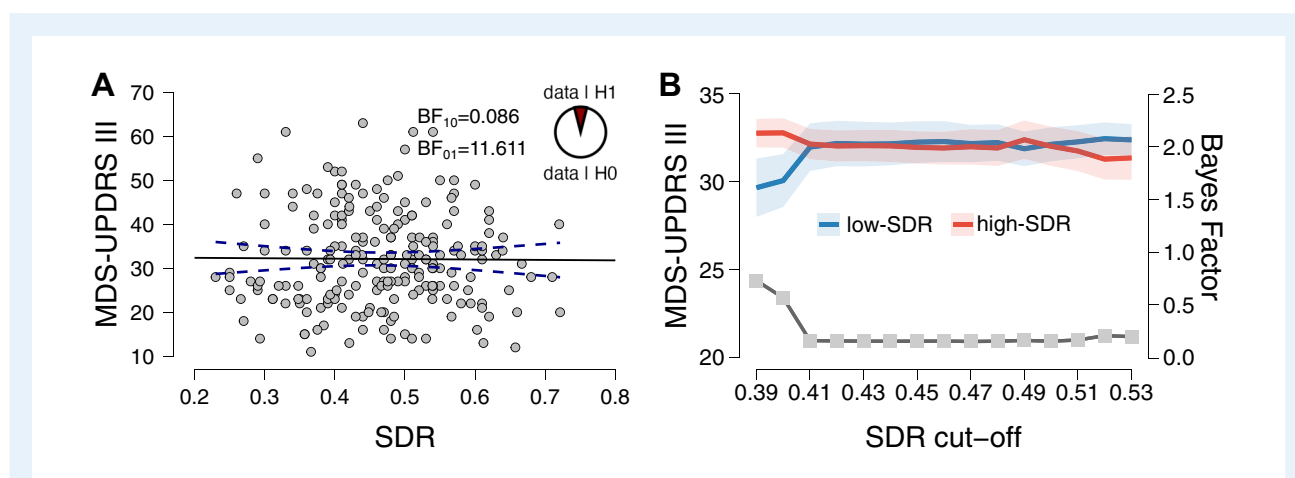 A
MDS-UPDRS III
70
60
50
40
30
20
10
0.2 0.3 0.4 0.5 0.6 0.7 0.8
SDR
BF₁₀=0.086
BF₀₁=11.611
data | H1
data | H0
B
MDS-UPDRS III
35
30
25
20
low-SDR high-SDR
2.5
2.0
1.5
1.0
0.5
0.0
Bayes Factor
0.39 0.41 0.43 0.45 0.47 0.49 0.51 0.53
SDR cut−off